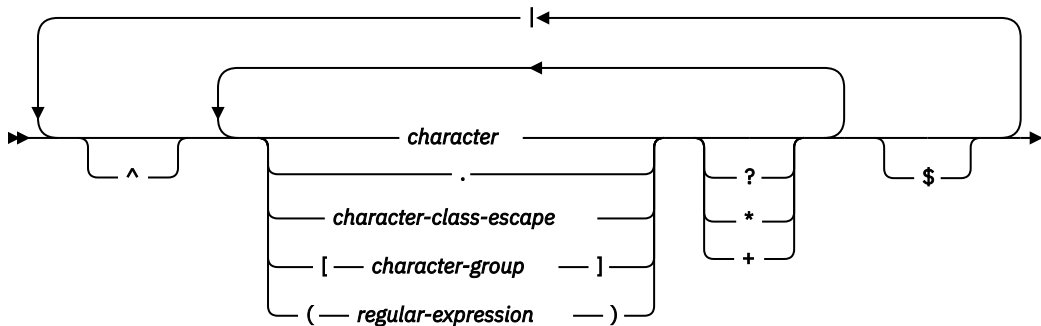 |
character
^ . ? $
character-class-escape *
[ character-group ] +
( regular-expression )